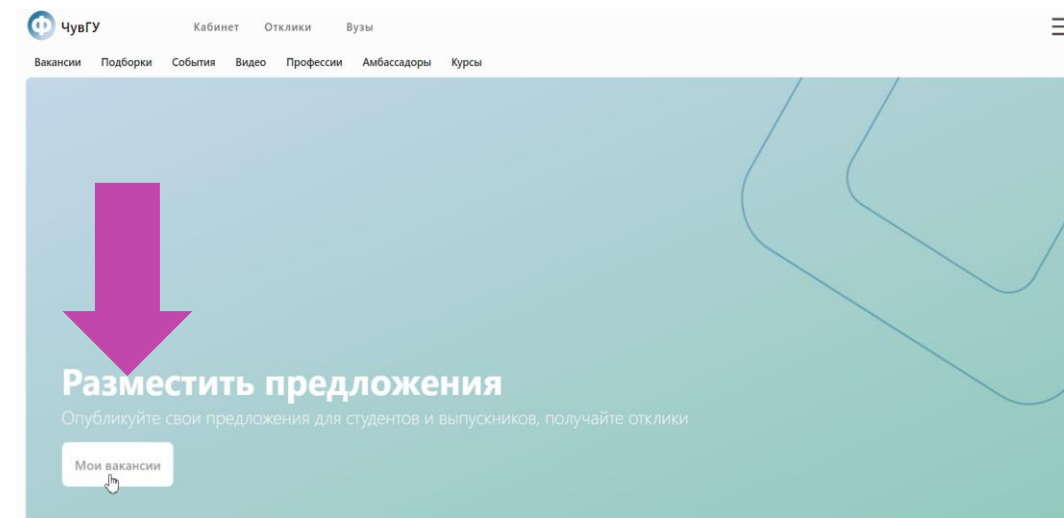 Ф ЧувГУ Кабинет Отклики Вузы
Вакансии Подборки События Видео Профессии Амбассадоры Курсы
Разместить предложения
Опубликуйте свои предложения для студентов и выпускников, получайте отклики
Мои вакансии